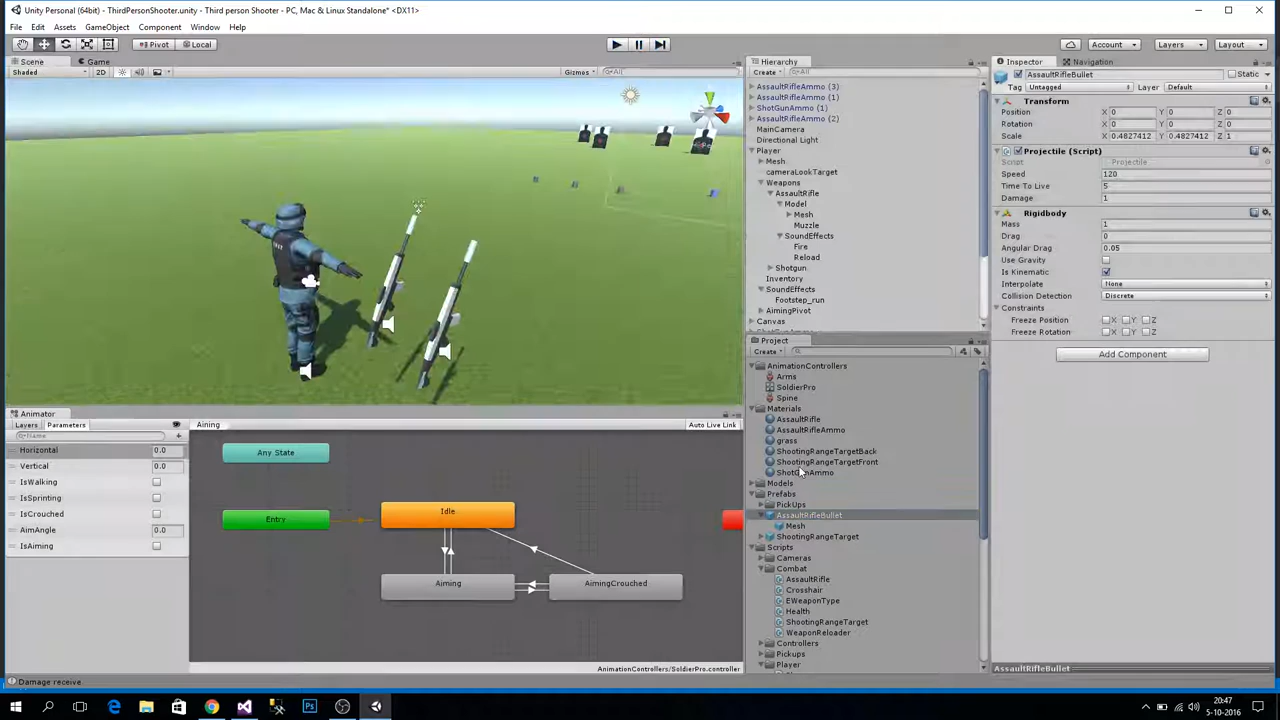 Unity Personal (64bit) - ThirdPersonShooter.unity - Third person Shooter - PC, Mac & Linux Standalone* <DX11>
File Edit Assets GameObject Component Window Help
Pivot Local Account Layers Layout
Scene Game
Shaded 2D Gizmos All
Hierarchy
Create All
AssaultRifleAmmo (3)
AssaultRifleAmmo (1)
ShotGunAmmo (1)
AssaultRifleAmmo (2)
MainCamera
Directional Light
Player
Mesh
cameraLookTarget
Weapons
AssaultRifle
Model
Mesh
Muzzle
SoundEffects
Fire
Reload
Shotgun
Inventory
SoundEffects
Footstep_run
AimingPivot
Canvas
Project
Create
AnimationControllers
Arms
SoldierPro
Spine
Materials
AssaultRifle
AssaultRifleAmmo
grass
ShootingRangeTargetBack
ShootingRangeTargetFront
ShotGunAmmo
Models
Prefabs
PickUps
AssaultRifleBullet
Mesh
ShootingRangeTarget
Scripts
Cameras
Combat
AssaultRifle
Crosshair
EWeaponType
Health
ShootingRangeTarget
WeaponReloader
Controllers
Pickups
Player
Inspector Navigation
AssaultRifleBullet Static
Tag Untagged Layer Default
Transform
Position X 0 Y 0 Z 0
Rotation X 0 Y 0 Z 0
Scale X 0.4827412 Y 0.4827412 Z 1
Projectile (Script)
Script Projectile
Speed 120
Time To Live 5
Damage 1
Rigidbody
Mass 1
Drag 0
Angular Drag 0.05
Use Gravity
Is Kinematic
Interpolate None
Collision Detection Discrete
Constraints
Freeze Position X Y Z
Freeze Rotation X Y Z
Add Component
AssaultRifleBullet
Animator
Layers Parameters Aining Auto Live Link
Name
Horizontal 0.0
Vertical 0.0
IsWalking
IsSprinting
IsCrouched
AimAngle 0.0
IsAiming
Any State
Entry
Idle
Aiming
AimingCrouched
AnimationControllers/SoldierPro.controller
Damage receive.
20:47
5-10-2016